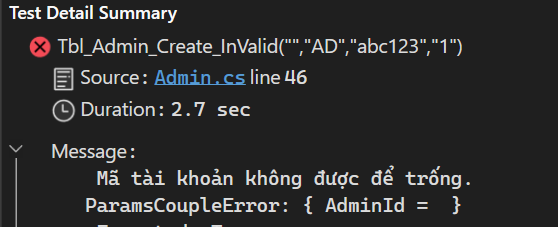 Test Detail Summary
Tbl_Admin_Create_InValid("","AD","abc123","1")
Source: Admin.cs line 46
Duration: 2.7 sec
Message:
Mã tài khoản không được để trống.
ParamsCoupleError: { AdminId =  }